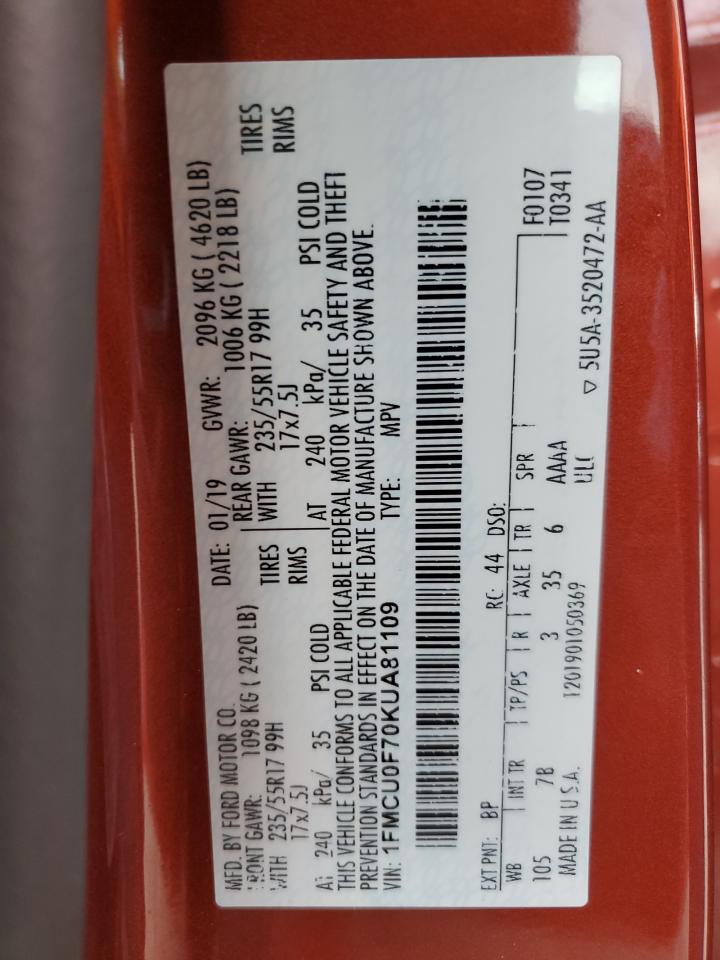 MFD. BY FORD MOTOR CO. DATE: 01/19 GVWR: 2096 KG ( 4620 LB)
FRONT GAWR: 1098 KG ( 2420 LB) REAR GAWR: 1006 KG ( 2218 LB)
WITH 235/55R17 99H TIRES WITH 235/55R17 99H TIRES
17x7.5J RIMS 17x7.5J RIMS
AT 240 kPa/ 35 PSI COLD AT 240 kPa/ 35 PSI COLD
THIS VEHICLE CONFORMS TO ALL APPLICABLE FEDERAL MOTOR VEHICLE SAFETY AND THEFT
PREVENTION STANDARDS IN EFFECT ON THE DATE OF MANUFACTURE SHOWN ABOVE.
VIN: 1FMCU0F70KUA81109 TYPE: MPV
EXT PNT: BP RC: 44 DSO: F0107
WB INT TR TP/PS R AXLE TR SPR T0341
105 7B 3 35 6 AAAA
MADE IN U.S.A. 1201901050369 ULC
▽ 5U5A-3520472-AA